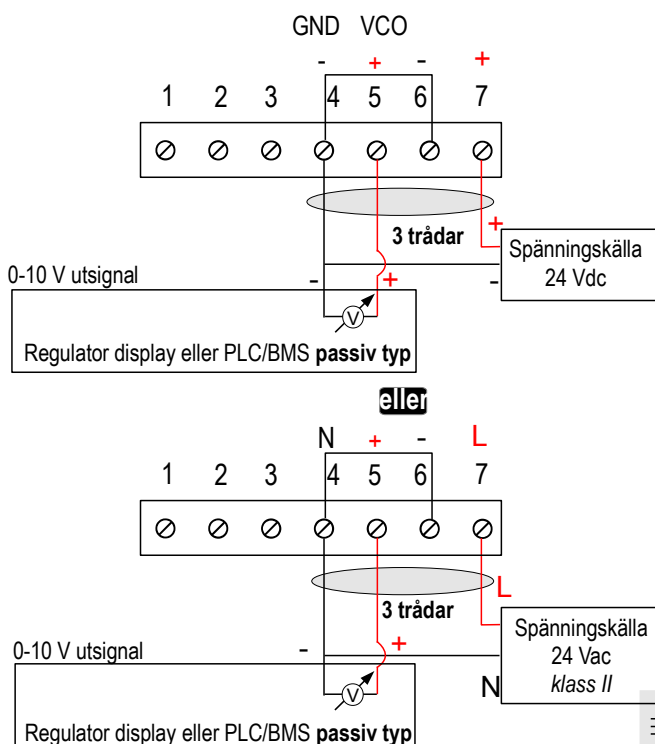 GND VCO
- + - +
1 2 3 4 5 6 7
3 trådar
+
Spänningskälla
24 Vdc
-
0-10 V utsignal
- +
V
Regulator display eller PLC/BMS passiv typ
eller
N + - L
1 2 3 4 5 6 7
L
3 trådar
Spänningskälla
24 Vac
klass II
N
0-10 V utsignal
- +
V
Regulator display eller PLC/BMS passiv typ